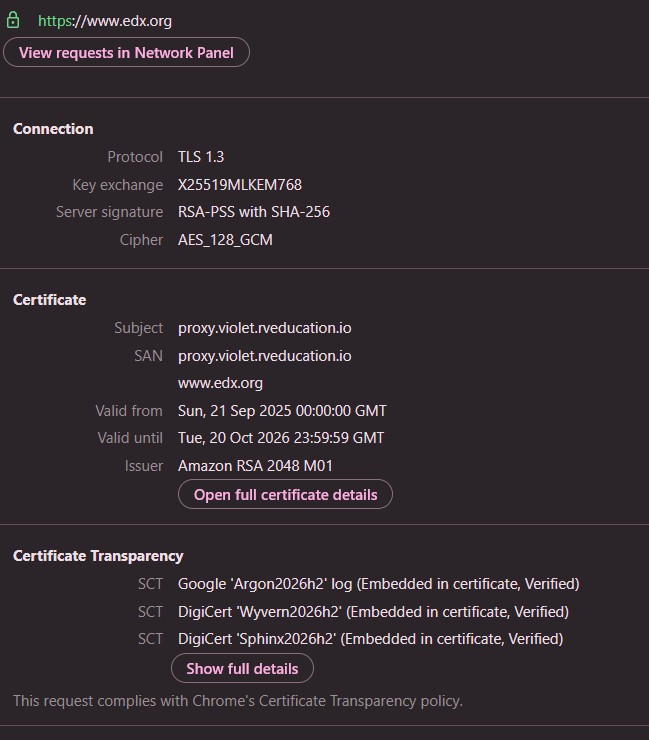 https://www.edx.org
View requests in Network Panel
Connection
Protocol TLS 1.3
Key exchange X25519MLKEM768
Server signature RSA-PSS with SHA-256
Cipher AES_128_GCM
Certificate
Subject proxy.violet.rveducation.io
SAN proxy.violet.rveducation.io
www.edx.org
Valid from Sun, 21 Sep 2025 00:00:00 GMT
Valid until Tue, 20 Oct 2026 23:59:59 GMT
Issuer Amazon RSA 2048 M01
Open full certificate details
Certificate Transparency
SCT Google 'Argon2026h2' log (Embedded in certificate, Verified)
SCT DigiCert 'Wyvern2026h2' (Embedded in certificate, Verified)
SCT DigiCert 'Sphinx2026h2' (Embedded in certificate, Verified)
Show full details
This request complies with Chrome's Certificate Transparency policy.